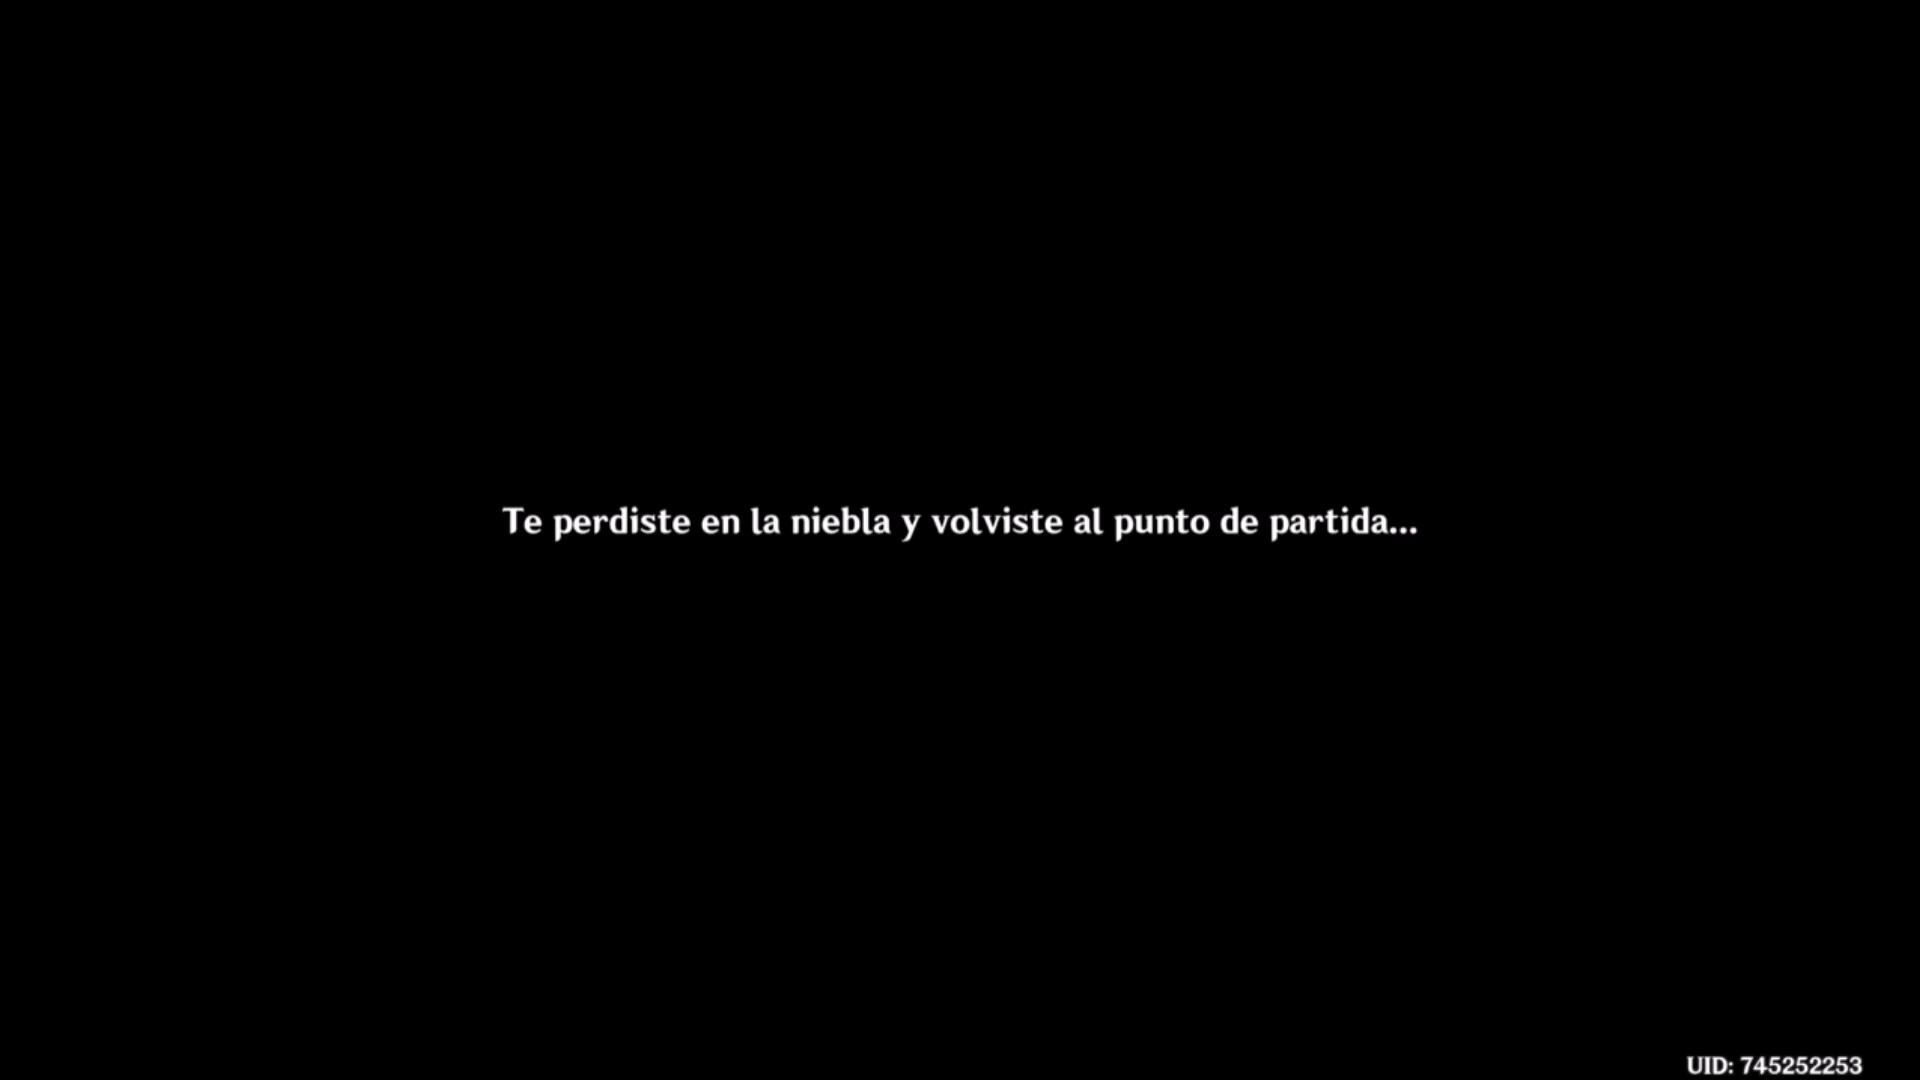 Te perdiste en la niebla y volviste al punto de partida...
UID: 745252253